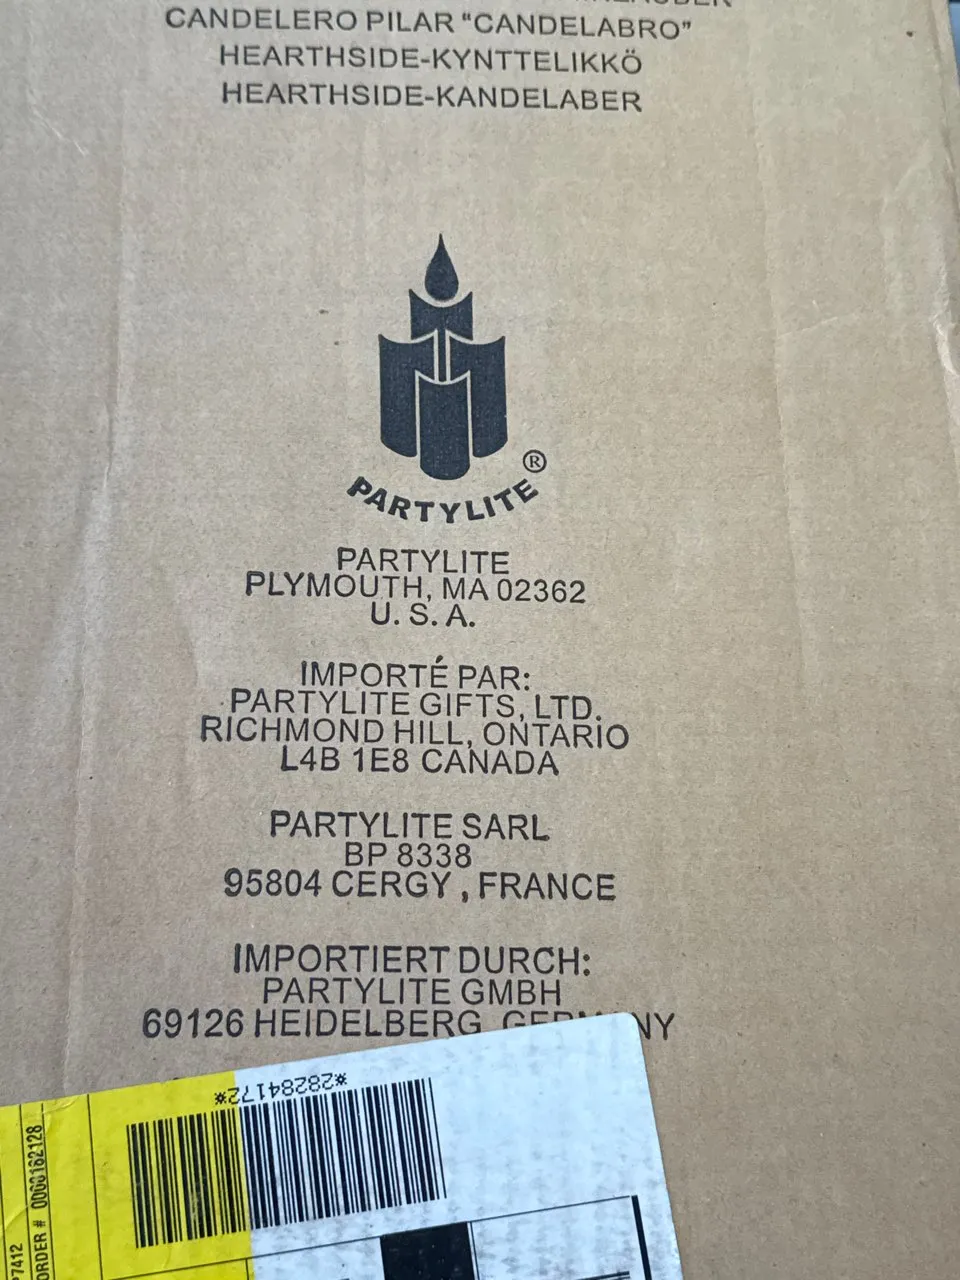 CANDELERO PILAR “CANDELABRO”
HEARTHSIDE-KYNTTELIKKÖ
HEARTHSIDE-KANDELABER
PARTYLITE®
PARTYLITE
PLYMOUTH, MA 02362
U. S. A.
IMPORTÉ PAR:
PARTYLITE GIFTS, LTD.
RICHMOND HILL, ONTARIO
L4B 1E8 CANADA
PARTYLITE SARL
BP 8338
95804 CERGY , FRANCE
IMPORTIERT DURCH:
PARTYLITE GMBH
69126 HEIDELBERG, GERMANY
*28284172*
ORDER # 0000162128